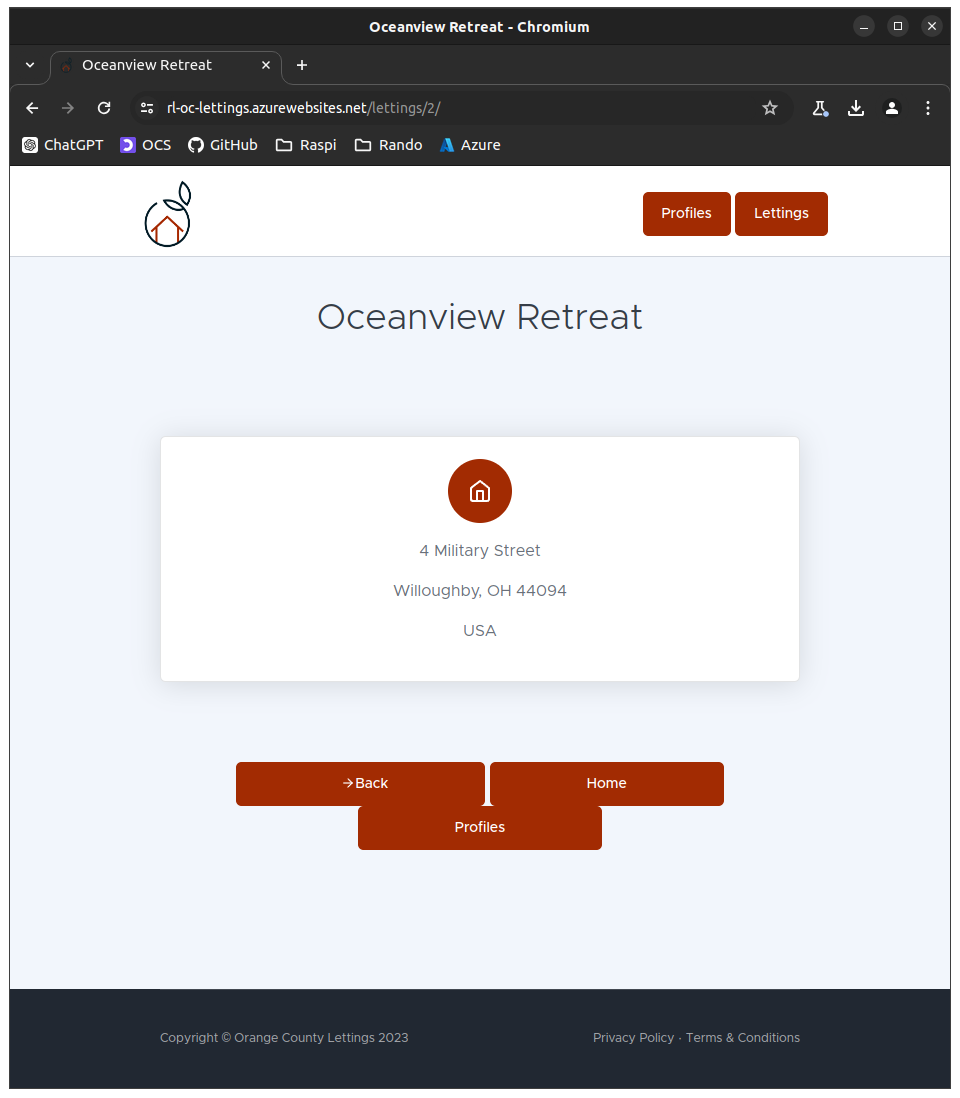 Oceanview Retreat - Chromium
Oceanview Retreat
rl-oc-lettings.azurewebsites.net/lettings/2/
ChatGPT OCS GitHub Raspi Rando Azure
Profiles Lettings
Oceanview Retreat
4 Military Street
Willoughby, OH 44094
USA
→Back Home
Profiles
Copyright © Orange County Lettings 2023 Privacy Policy · Terms & Conditions